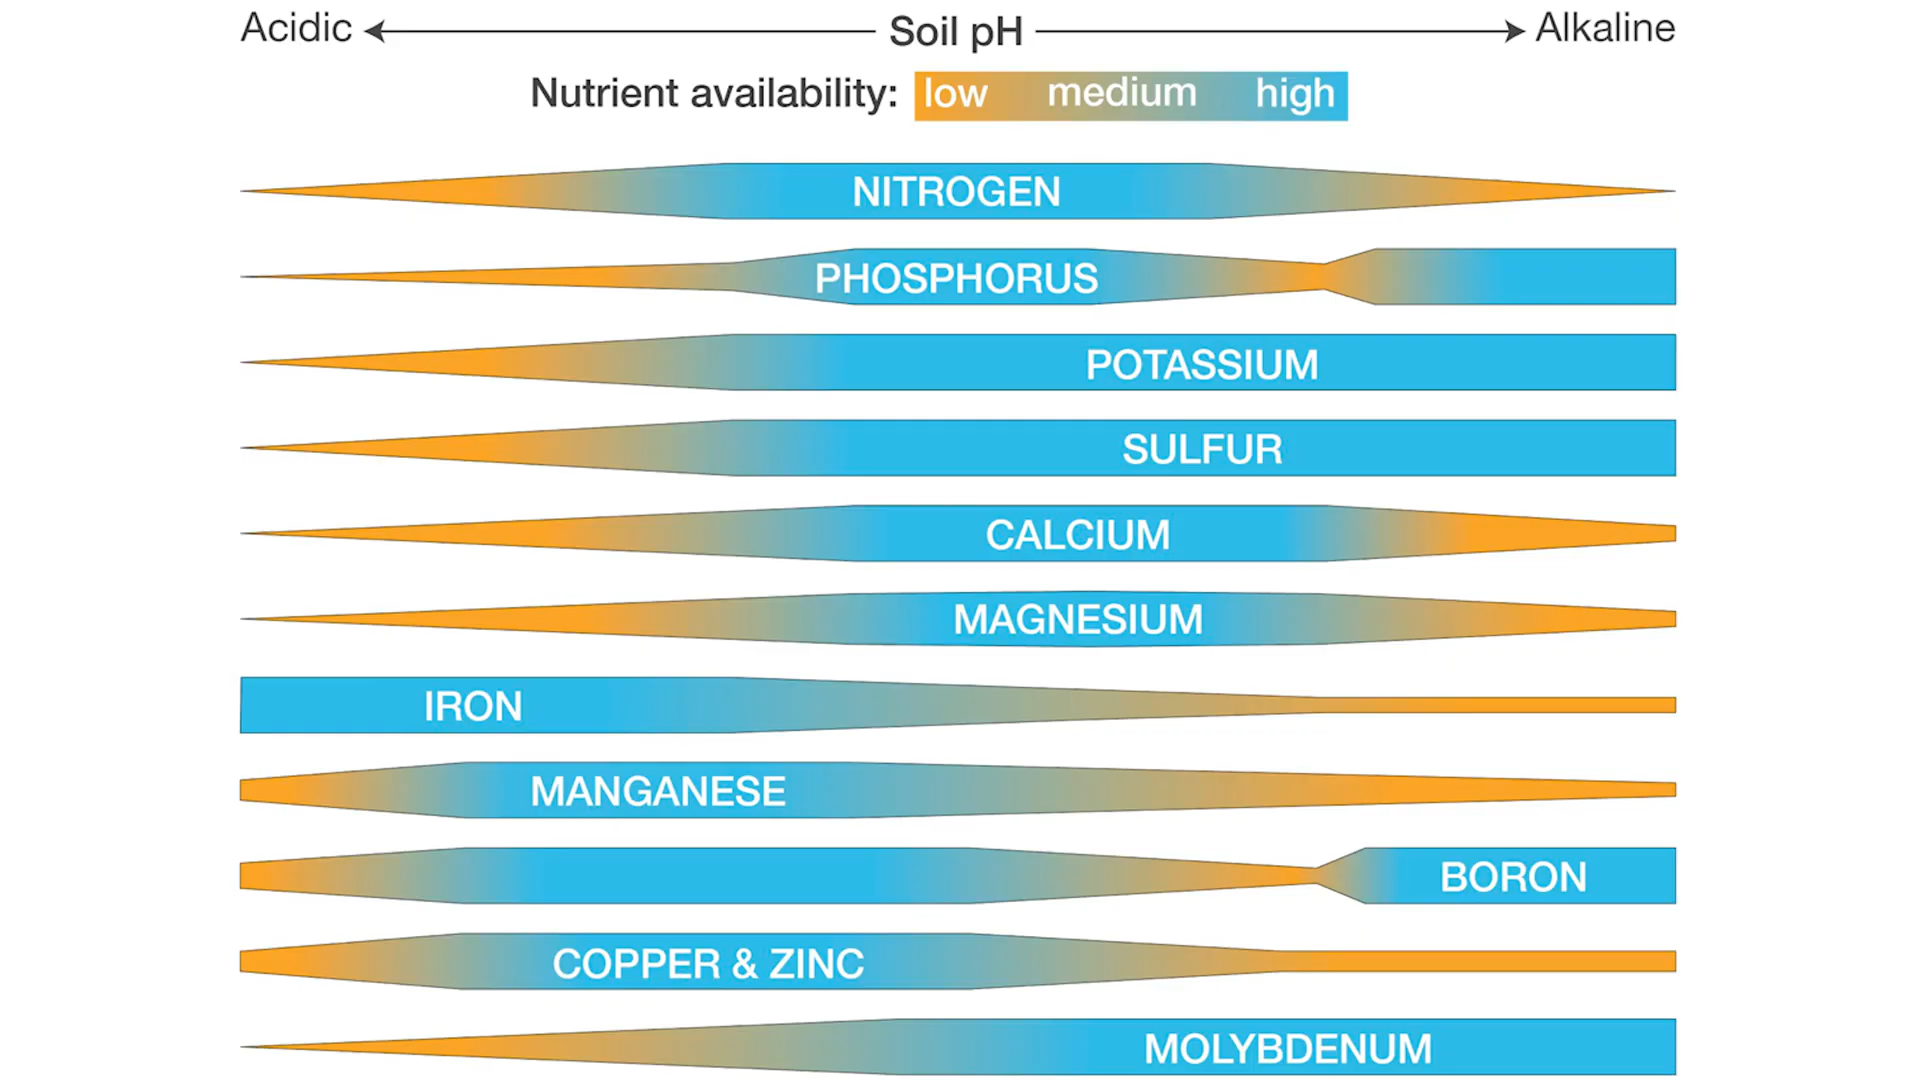 Acidic Soil pH Alkaline
Nutrient availability: low medium high
NITROGEN
PHOSPHORUS
POTASSIUM
SULFUR
CALCIUM
MAGNESIUM
IRON
MANGANESE
BORON
COPPER & ZINC
MOLYBDENUM